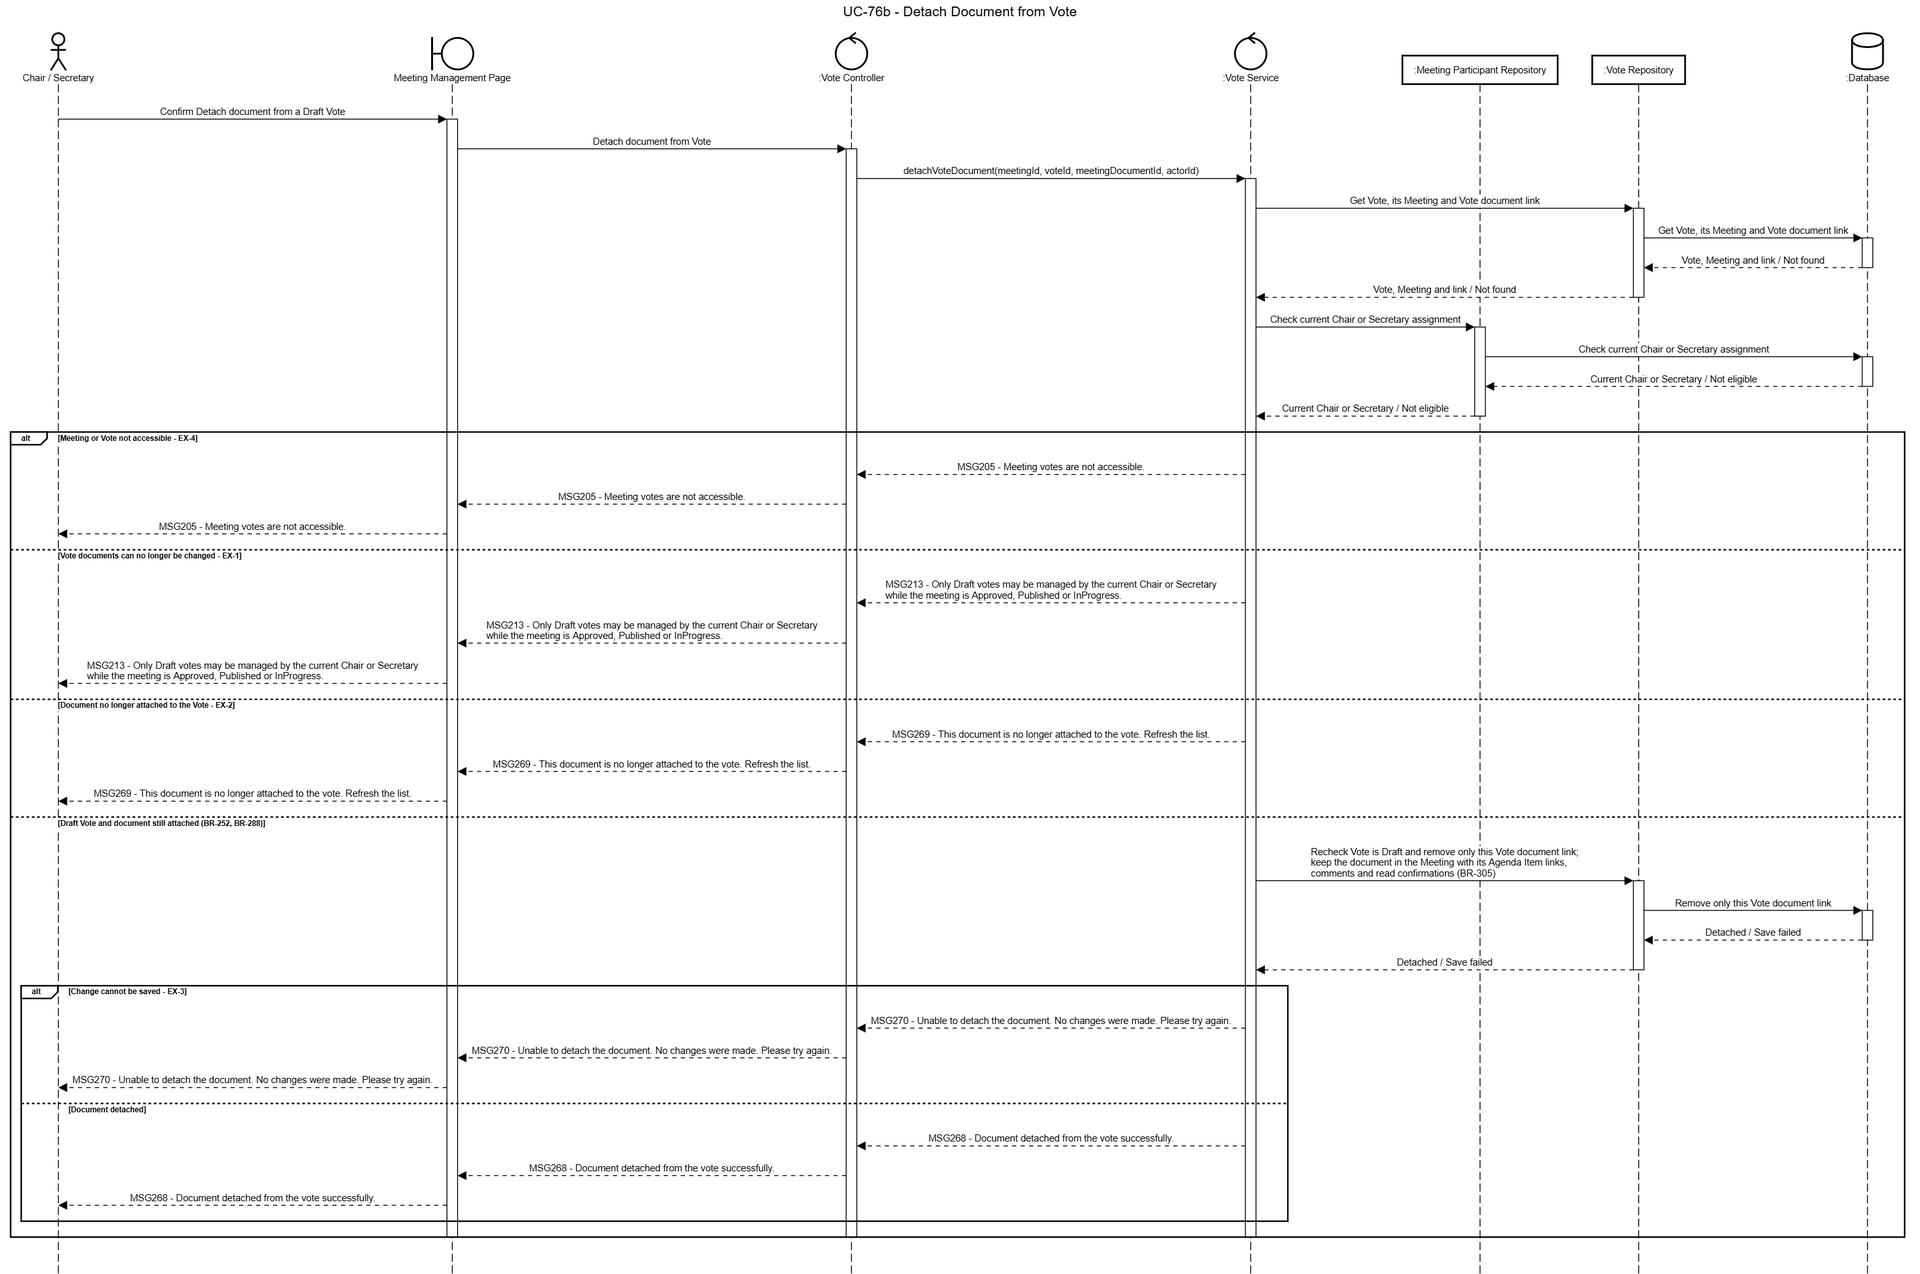 UC-76b - Detach Document from Vote
Chair / Secretary
Meeting Management Page
:Vote Controller
:Vote Service
:Meeting Participant Repository
:Vote Repository
:Database
Confirm Detach document from a Draft Vote
Detach document from Vote
detachVoteDocument(meetingId, voteId, meetingDocumentId, actorId)
Get Vote, its Meeting and Vote document link
Get Vote, its Meeting and Vote document link
Vote, Meeting and link / Not found
Vote, Meeting and link / Not found
Check current Chair or Secretary assignment
Check current Chair or Secretary assignment
Current Chair or Secretary / Not eligible
Current Chair or Secretary / Not eligible
alt
[Meeting or Vote not accessible - EX-4]
MSG205 - Meeting votes are not accessible.
MSG205 - Meeting votes are not accessible.
MSG205 - Meeting votes are not accessible.
[Vote documents can no longer be changed - EX-1]
MSG213 - Only Draft votes may be managed by the current Chair or Secretary
while the meeting is Approved, Published or InProgress.
MSG213 - Only Draft votes may be managed by the current Chair or Secretary
while the meeting is Approved, Published or InProgress.
MSG213 - Only Draft votes may be managed by the current Chair or Secretary
while the meeting is Approved, Published or InProgress.
[Document no longer attached to the Vote - EX-2]
MSG269 - This document is no longer attached to the vote. Refresh the list.
MSG269 - This document is no longer attached to the vote. Refresh the list.
MSG269 - This document is no longer attached to the vote. Refresh the list.
[Draft Vote and document still attached (BR-252, BR-288)]
Recheck Vote is Draft and remove only this Vote document link;
keep the document in the Meeting with its Agenda Item links,
comments and read confirmations (BR-305)
Remove only this Vote document link
Detached / Save failed
Detached / Save failed
alt
[Change cannot be saved - EX-3]
MSG270 - Unable to detach the document. No changes were made. Please try again.
MSG270 - Unable to detach the document. No changes were made. Please try again.
MSG270 - Unable to detach the document. No changes were made. Please try again.
[Document detached]
MSG268 - Document detached from the vote successfully.
MSG268 - Document detached from the vote successfully.
MSG268 - Document detached from the vote successfully.